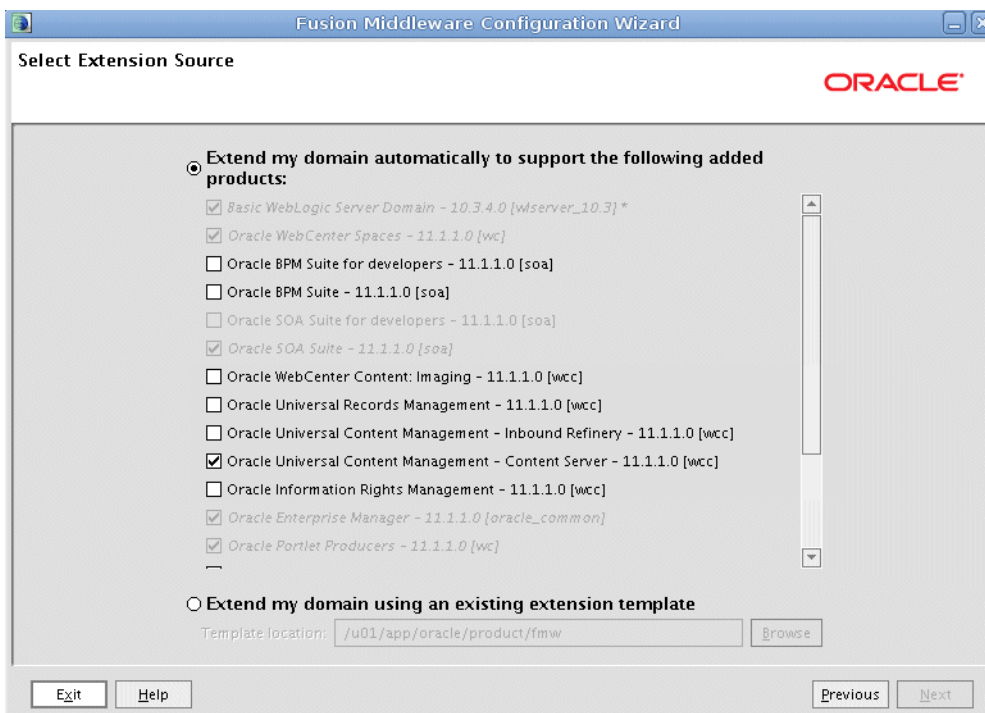 Fusion Middleware Configuration Wizard
Select Extension Source
ORACLE
Extend my domain automatically to support the following added
products:
Basic WebLogic Server Domain - 10.3.4.0 [wlserver_10.3] *
Oracle WebCenter Spaces - 11.1.1.0 [wc]
Oracle BPM Suite for developers - 11.1.1.0 [soa]
Oracle BPM Suite - 11.1.1.0 [soa]
Oracle SOA Suite for developers - 11.1.1.0 [soa]
Oracle SOA Suite - 11.1.1.0 [soa]
Oracle WebCenter Content: Imaging - 11.1.1.0 [wcc]
Oracle Universal Records Management - 11.1.1.0 [wcc]
Oracle Universal Content Management - Inbound Refinery - 11.1.1.0 [wcc]
Oracle Universal Content Management - Content Server - 11.1.1.0 [wcc]
Oracle Information Rights Management - 11.1.1.0 [wcc]
Oracle Enterprise Manager - 11.1.1.0 [oracle_common]
Oracle Portlet Producers - 11.1.1.0 [wc]
Extend my domain using an existing extension template
Template location: /u01/app/oracle/product/fmw Browse
Exit Help Previous Next